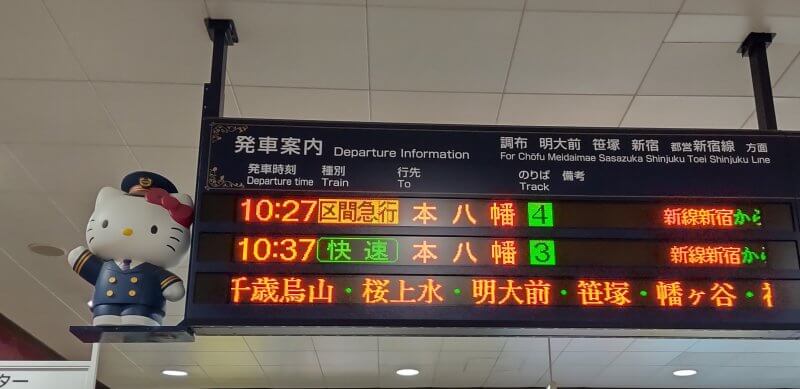 発車案内 Departure Information
調布 明大前 笹塚 新宿 都営新宿線 方面
For Chōfu Meidaimae Sasazuka Shinjuku Toei Shinjuku Line
発車時刻 種別 行先 のりば 備考
Departure time Train To Track
10:27 区間急行 本八幡 4 新線新宿から
10:37 快速 本八幡 3 新線新宿から
千歳烏山・桜上水・明大前・笹塚・幡ヶ谷・
ター